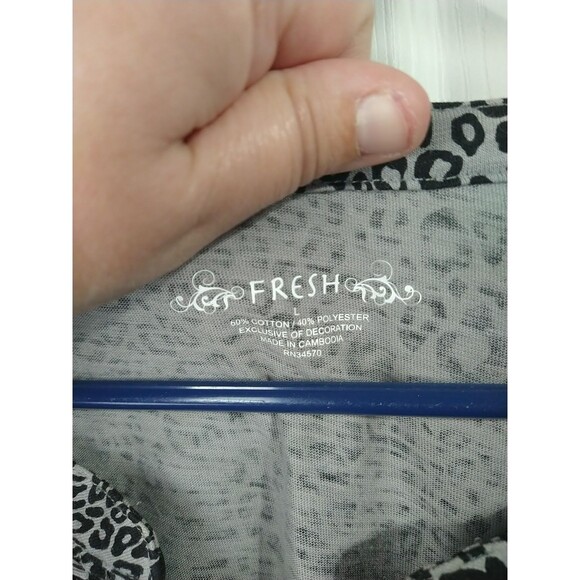 FRESH
L
60% COTTON / 40% POLYESTER
EXCLUSIVE OF DECORATION
MADE IN CAMBODIA
RN34570